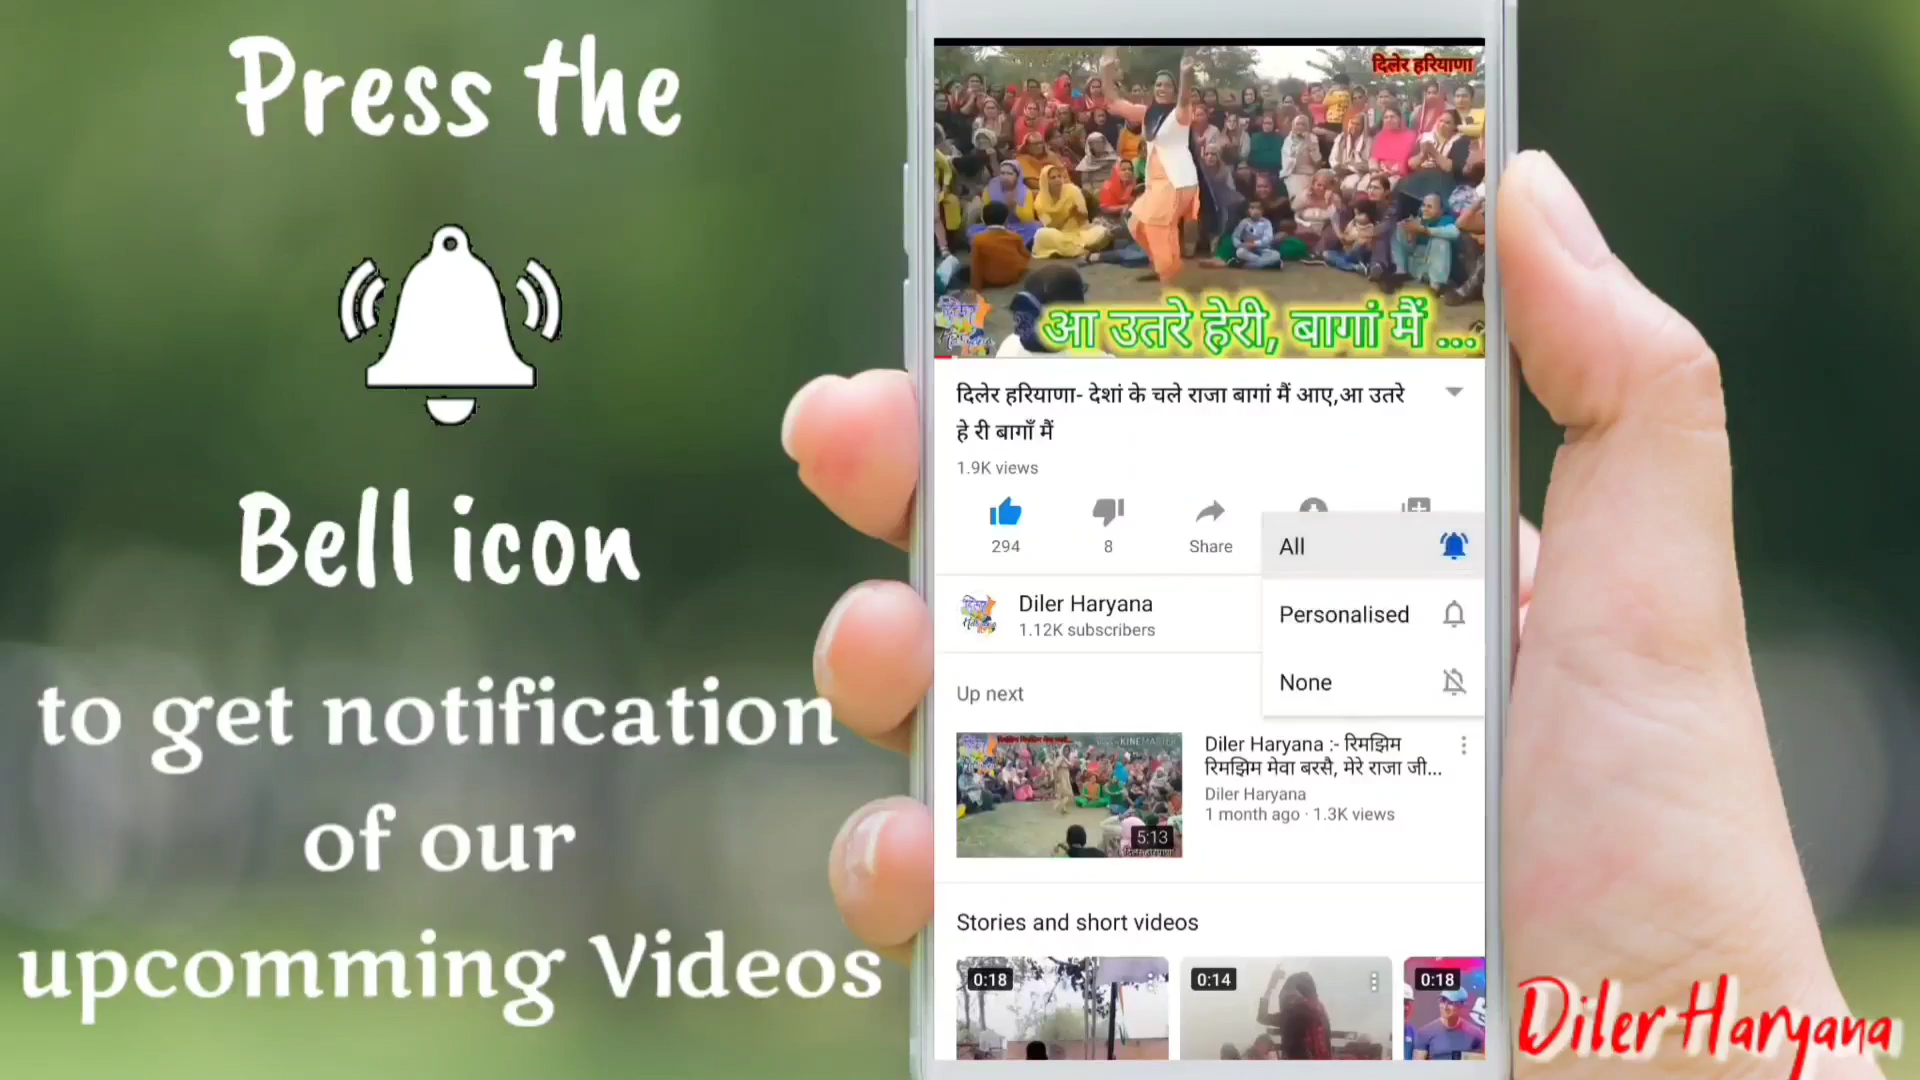 Press the
Bell icon
to get notification
of our
upcomming Videos
दिलेर हरियाणा
आ उतरे हेरी, बागां मैं ...
दिलेर हरियाणा- देशां के चले राजा बागां मैं आए,आ उतरे
हे री बागाँ मैं
1.9K views
294
8
Share
All
Personalised
None
Diler Haryana
1.12K subscribers
Up next
5:13
Diler Haryana :- रिमझिम
रिमझिम मेवा बरसै, मेरे राजा जी...
Diler Haryana
1 month ago · 1.3K views
Stories and short videos
0:18
0:14
0:18
Diler Haryana